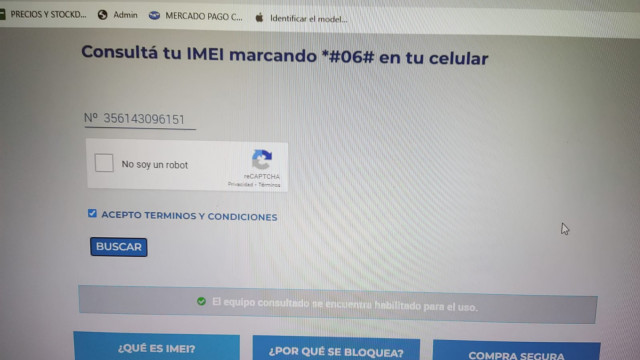 PRECIOS Y STOCKD...
Admin
MERCADO PAGO C...
Identificar el model...
Consultá tu IMEI marcando *#06# en tu celular
Nº 356143096151
No soy un robot
reCAPTCHA
Privacidad - Términos
ACEPTO TERMINOS Y CONDICIONES
BUSCAR
El equipo consultado se encuentra habilitado para el uso.
¿QUÉ ES IMEI?
¿POR QUÉ SE BLOQUEA?
COMPRA SEGURA